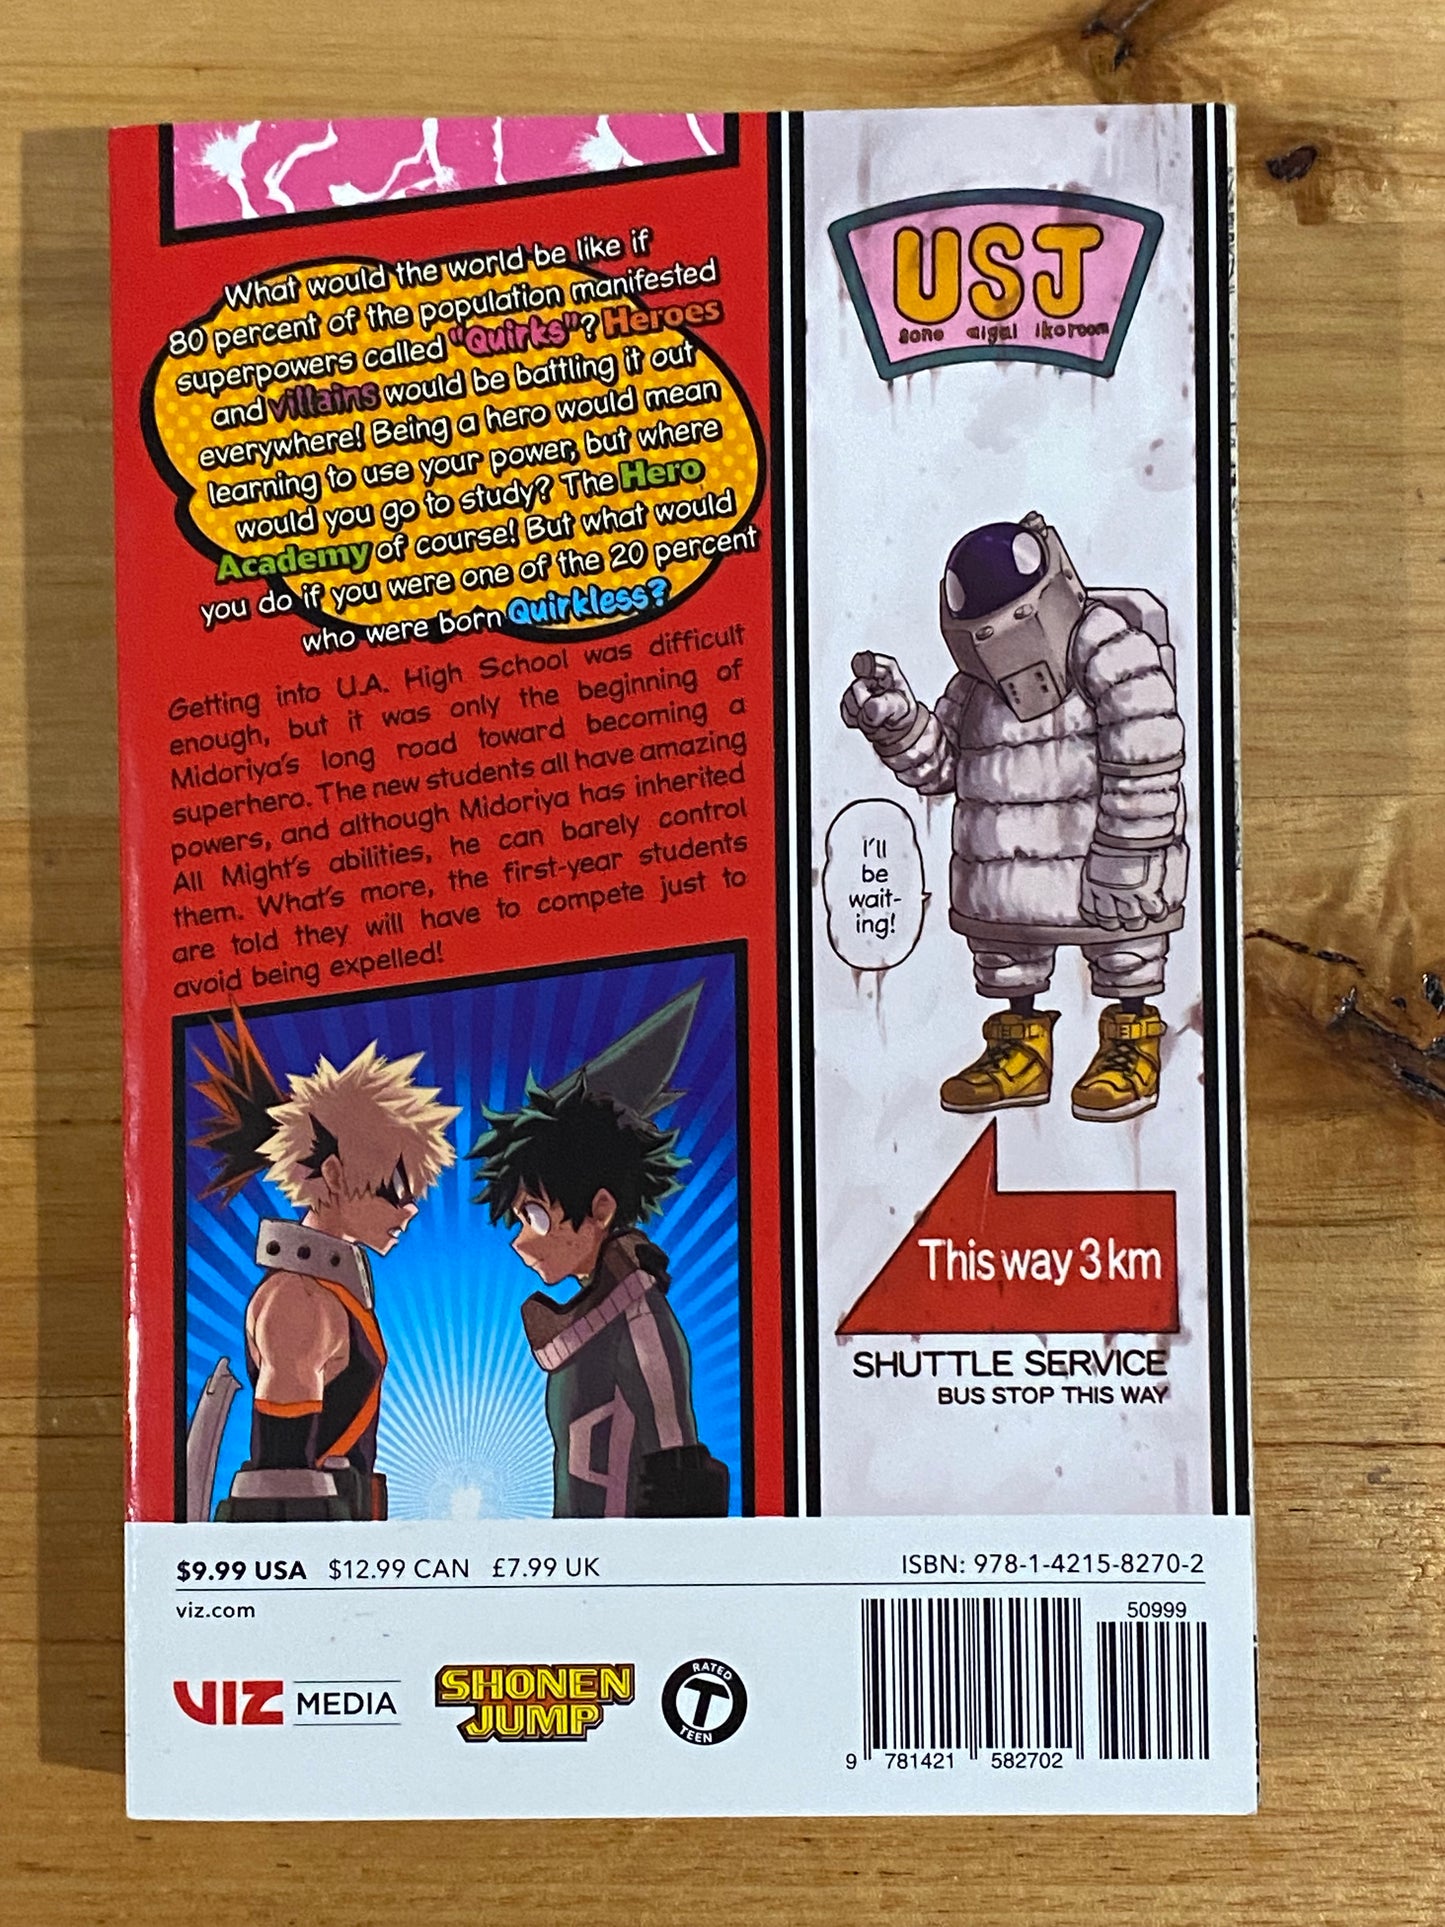 What would the world be like if
80 percent of the population manifested
superpowers called "Quirks"? Heroes
and villains would be battling it out
everywhere! Being a hero would mean
learning to use your power, but where
would you go to study? The Hero
Academy of course! But what would
you do if you were one of the 20 percent
who were born Quirkless?
Getting into U.A. High School was difficult
enough, but it was only the beginning of
Midoriya's long road toward becoming a
superhero. The new students all have amazing
powers, and although Midoriya has inherited
All Might's abilities, he can barely control
them. What's more, the first-year students
are told they will have to compete just to
avoid being expelled!
USJ
I'll
be
wait-
ing!
This way 3 km
SHUTTLE SERVICE
BUS STOP THIS WAY
$9.99 USA $12.99 CAN £7.99 UK
viz.com
VIZ MEDIA
SHONEN
JUMP
RATED
T
TEEN
ISBN: 978-1-4215-8270-2
50999
9 781421 582702